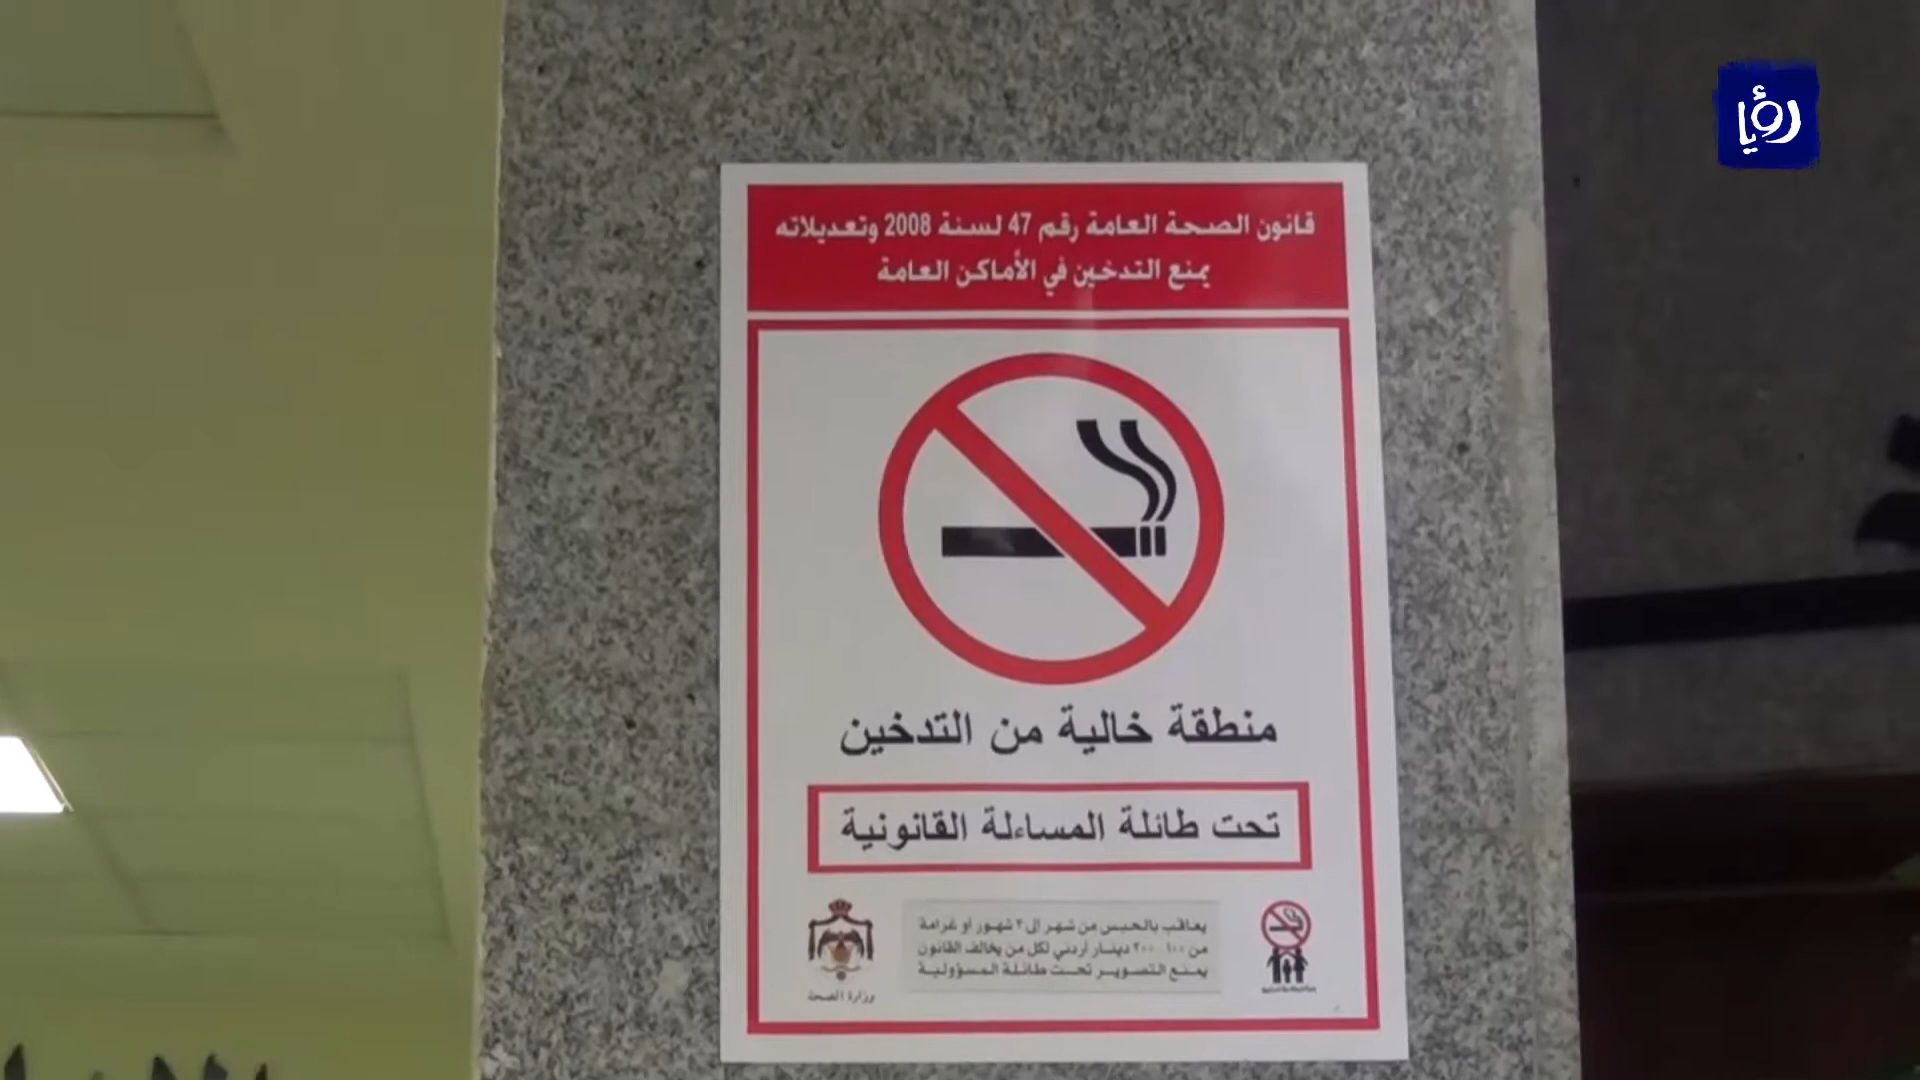 رؤيا
قانون الصحة العامة رقم 47 لسنة 2008 وتعديلاته
يمنع التدخين في الأماكن العامة
منطقة خالية من التدخين
تحت طائلة المساءلة القانونية
يعاقب بالحبس من شهر إلى ٣ شهور أو غرامة
من ١٠٠ - ٢٠٠ دينار أردني لكل من يخالف القانون
يمنع التصوير تحت طائلة المسؤولية
وزارة الصحة